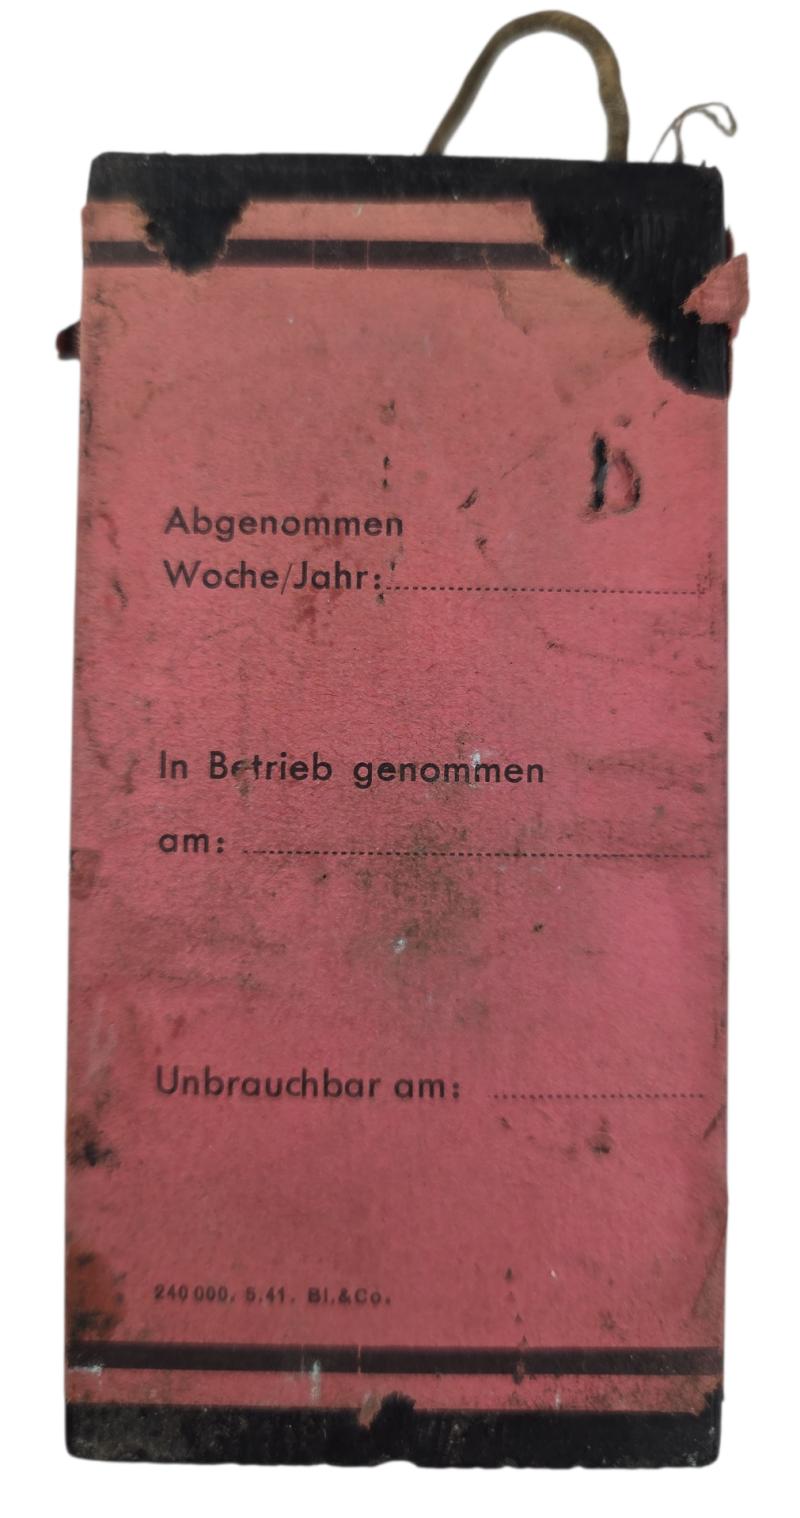 b
Abgenommen
Woche/Jahr:
In Betrieb genommen
am:
Unbrauchbar am:
240 000. 5.41. Bl.&Co.